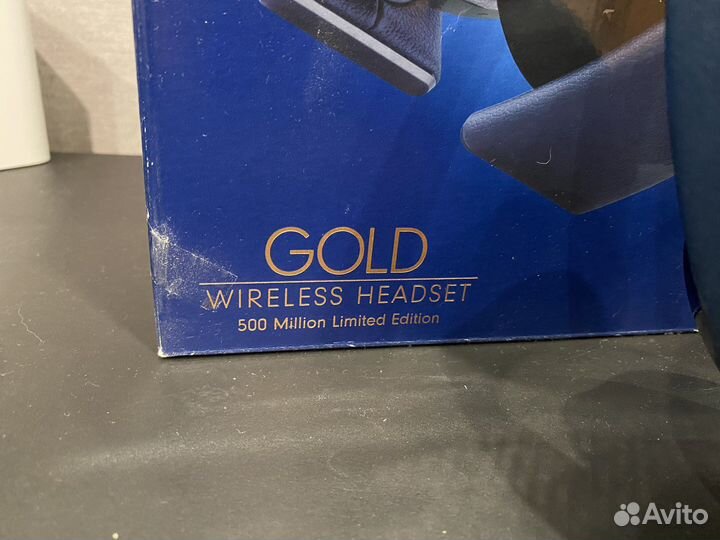 GOLD
WIRELESS HEADSET
500 Million Limited Edition
Avito